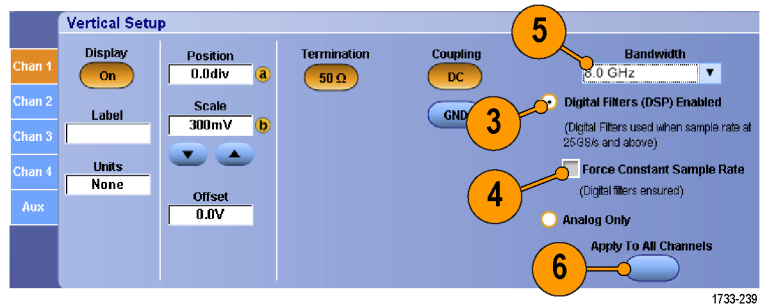 Vertical Setup
Chan 1
Chan 2
Chan 3
Chan 4
Aux
Display
On
Label
Units
None
Position
0.0div
a
Scale
300mV
b
Offset
0.0V
Termination
50 Ω
Coupling
DC
GND
5
Bandwidth
8.0 GHz
3
Digital Filters (DSP) Enabled
(Digital Filters used when sample rate at
25GS/s and above)
4
Force Constant Sample Rate
(Digital filters ensured)
Analog Only
Apply To All Channels
6
1733-239